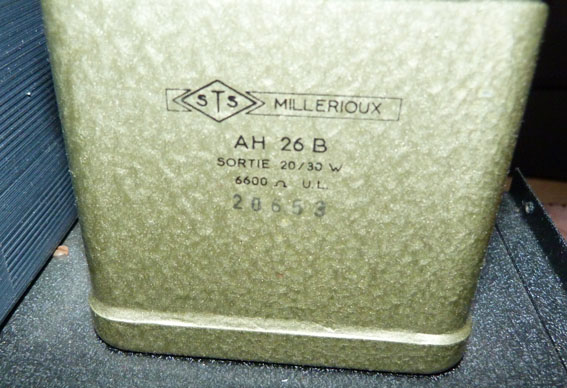 STS MILLERIOUX
AH 26 B
SORTIE 20/30 W
6600 Ω U.L.
20653